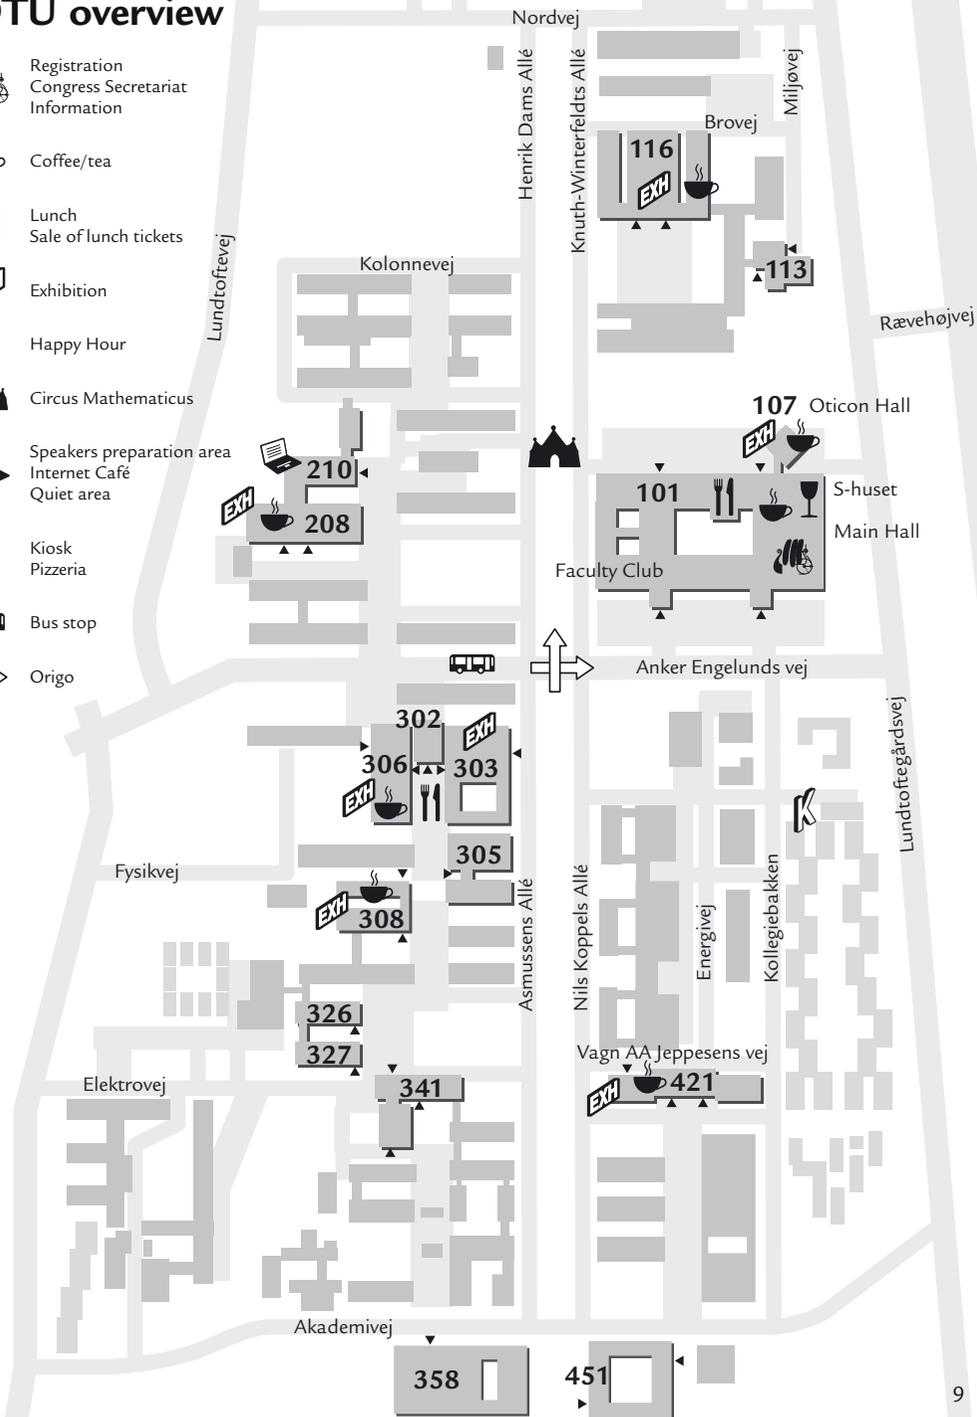 DTU overview
Registration
Congress Secretariat
Information
Coffee/tea
Lunch
Sale of lunch tickets
Exhibition
Happy Hour
Circus Mathematicus
Speakers preparation area
Internet Café
Quiet area
Kiosk
Pizzeria
Bus stop
Origo
Nordvej
Henrik Dams Allé
Knuth-Winterfeldts Allé
Miljøvej
Brovej
116
EXH
113
Lundtoftevej
Kolonnevej
Rævehøjvej
107 Oticon Hall
EXH
210
EXH
208
101
S-huset
Main Hall
Faculty Club
Anker Engelunds vej
302
EXH
306
303
EXH
K
Lundtoftegårdsvej
305
Fysikvej
EXH
308
Asmussens Allé
Nils Koppels Allé
Energivej
Kollegiebakken
326
327
Vagn AA Jeppesens vej
Elektrovej
341
421
EXH
Akademivej
358
451
9